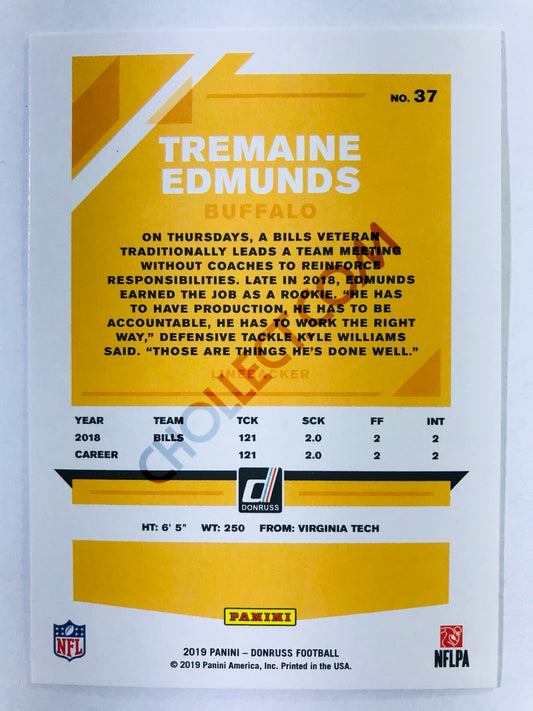 NO. 37
TREMAINE
EDMUNDS
BUFFALO
ON THURSDAYS, A BILLS VETERAN
TRADITIONALLY LEADS A TEAM MEETING
WITHOUT COACHES TO REINFORCE
RESPONSIBILITIES. LATE IN 2018, EDMUNDS
EARNED THE JOB AS A ROOKIE. “HE HAS
TO HAVE PRODUCTION, HE HAS TO BE
ACCOUNTABLE, HE HAS TO WORK THE RIGHT
WAY,” DEFENSIVE TACKLE KYLE WILLIAMS
SAID. “THOSE ARE THINGS HE’S DONE WELL.”
LINEBACKER
CHOLLECT.COM
YEAR TEAM TCK SCK FF INT
2018 BILLS 121 2.0 2 2
CAREER 121 2.0 2 2
d
DONRUSS
HT: 6' 5" WT: 250 FROM: VIRGINIA TECH
PANINI
NFL
NFLPA
2019 PANINI – DONRUSS FOOTBALL
© 2019 Panini America, Inc. Printed in the USA.